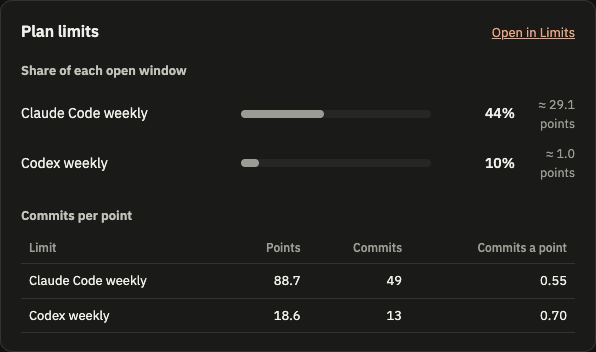 Plan limits
Open in Limits
Share of each open window
Claude Code weekly 44% ≈ 29.1 points
Codex weekly 10% ≈ 1.0 points
Commits per point
Limit Points Commits Commits a point
Claude Code weekly 88.7 49 0.55
Codex weekly 18.6 13 0.70